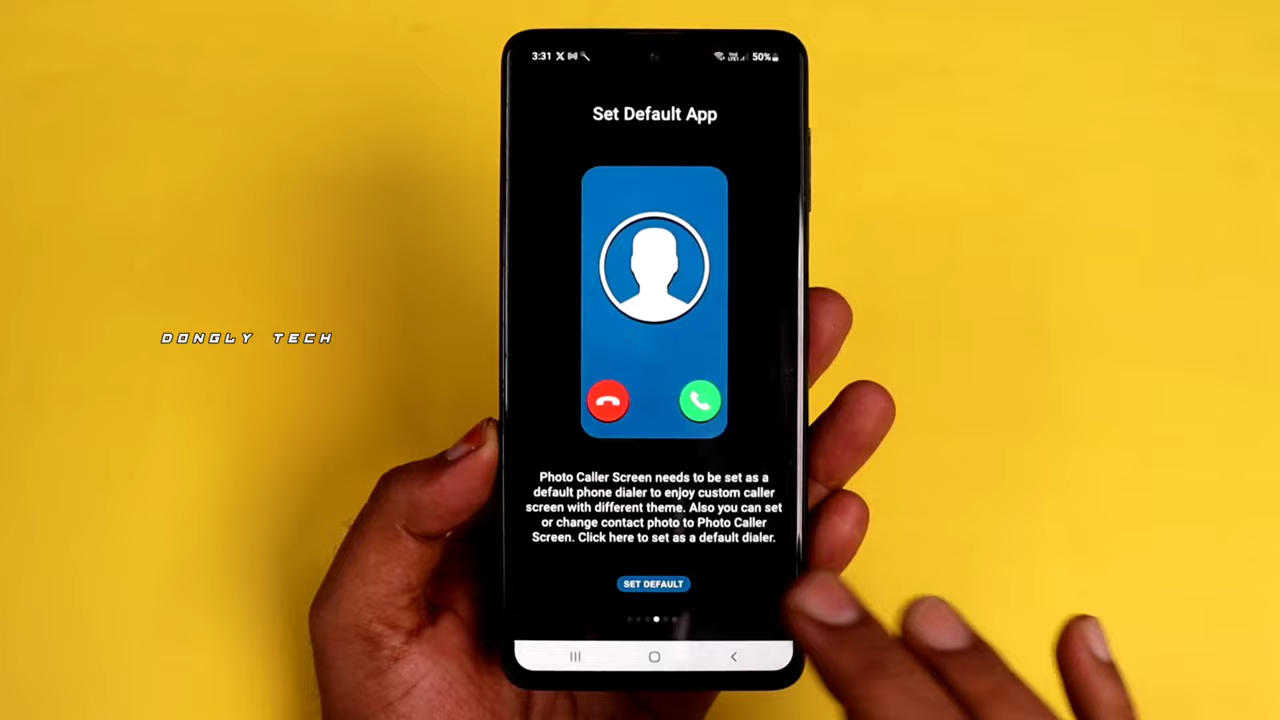 3:31
50%
Set Default App
DONGLY TECH
Photo Caller Screen needs to be set as a
default phone dialer to enjoy custom caller
screen with different theme. Also you can set
or change contact photo to Photo Caller
Screen. Click here to set as a default dialer.
SET DEFAULT